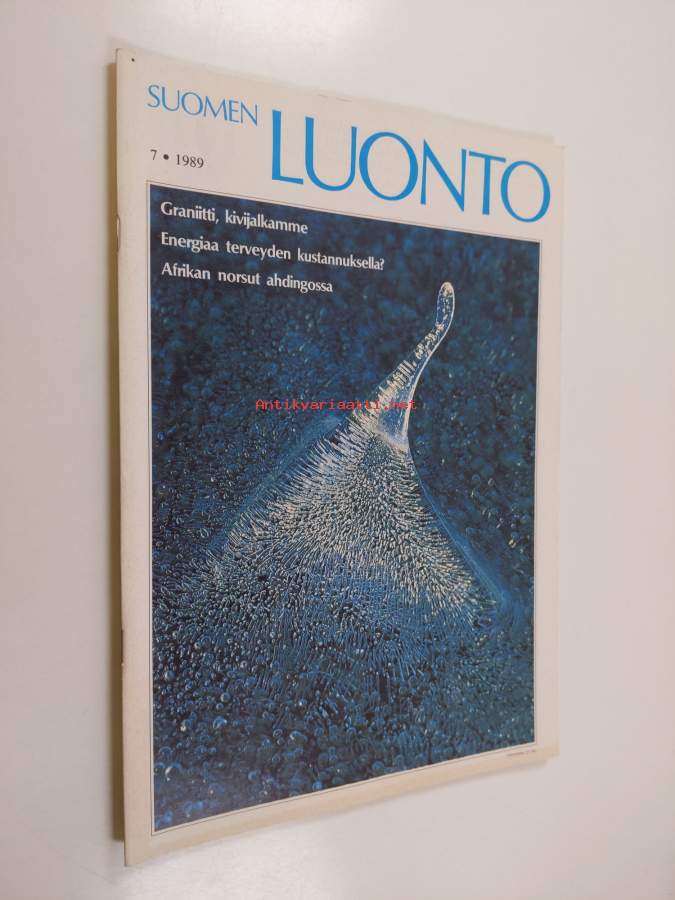 SUOMEN
LUONTO
7 • 1989
Graniitti, kivijalkamme
Energiaa terveyden kustannuksella?
Afrikan norsut ahdingossa
Antikvariaatti.net